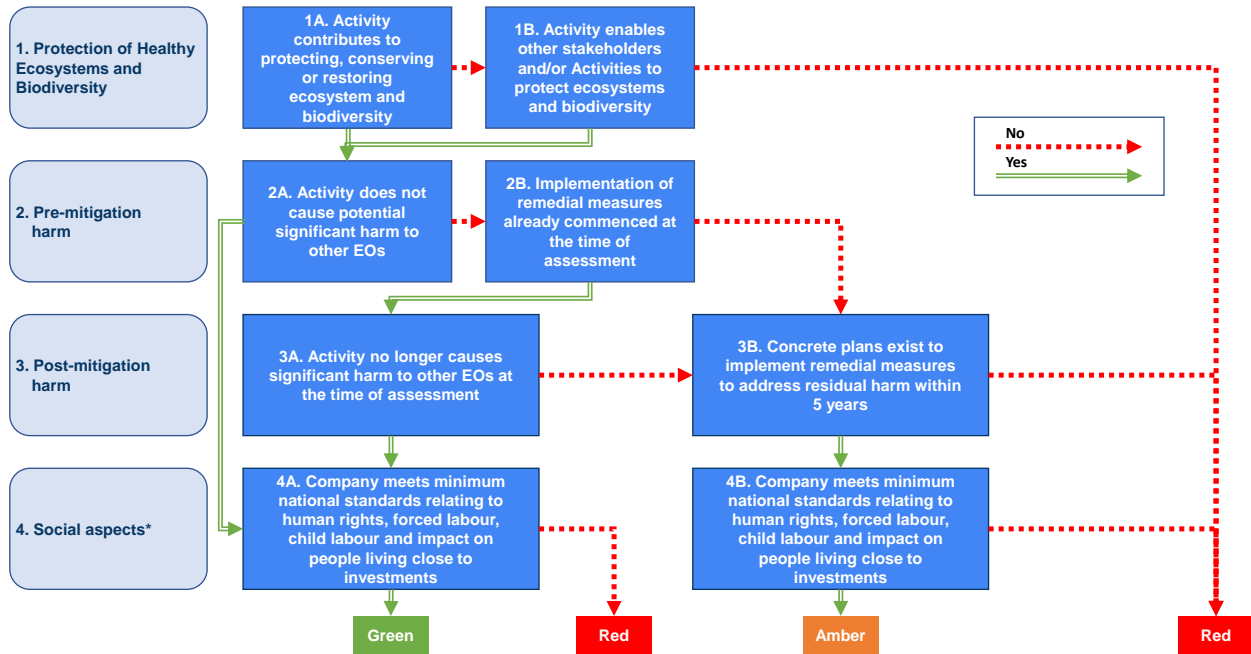 1. Protection of Healthy
Ecosystems and
Biodiversity
1A. Activity
contributes to
protecting, conserving
or restoring
ecosystem and
biodiversity
1B. Activity enables
other stakeholders
and/or Activities to
protect ecosystems
and biodiversity
No
Yes
2. Pre-mitigation
harm
2A. Activity does not
cause potential
significant harm to
other EOs
2B. Implementation of
remedial measures
already commenced at
the time of
assessment
3. Post-mitigation
harm
3A. Activity no longer causes
significant harm to other EOs at
the time of assessment
3B. Concrete plans exist to
implement remedial measures
to address residual harm within
5 years
4. Social aspects*
4A. Company meets minimum
national standards relating to
human rights, forced labour,
child labour and impact on
people living close to
investments
4B. Company meets minimum
national standards relating to
human rights, forced labour,
child labour and impact on
people living close to
investments
Green
Red
Amber
Red